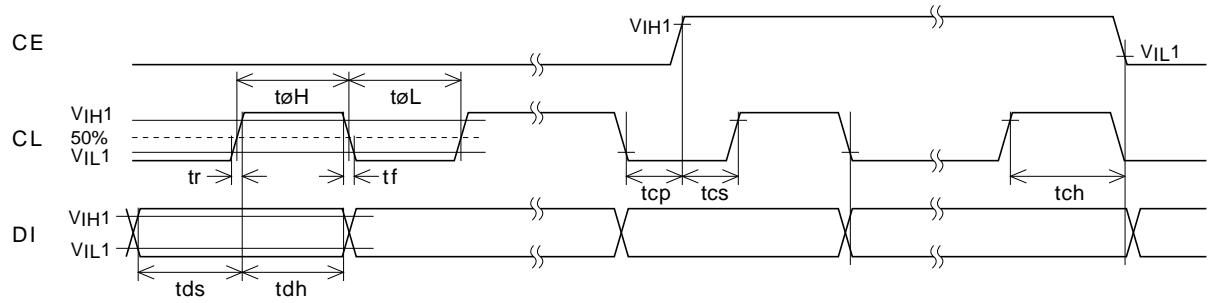 CE
VIH1
VIL1
tøH
tøL
CL
VIH1
50%
VIL1
tr
tf
tcp
tcs
tch
DI
VIH1
VIL1
tds
tdh